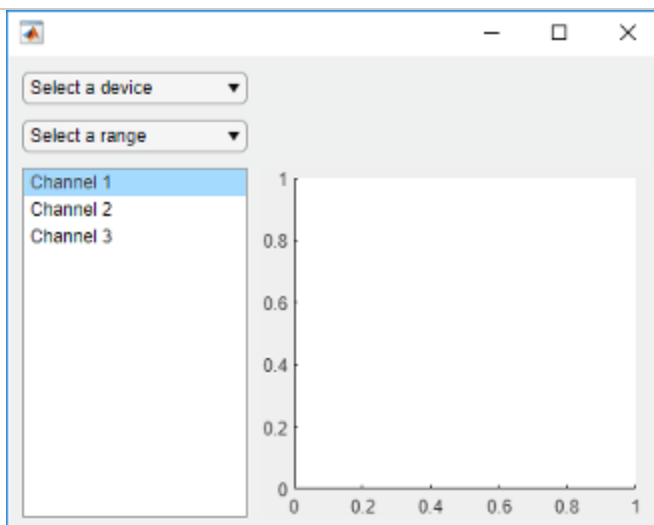 Select a device
Select a range
Channel 1
Channel 2
Channel 3
1
0.8
0.6
0.4
0.2
0
0 0.2 0.4 0.6 0.8 1